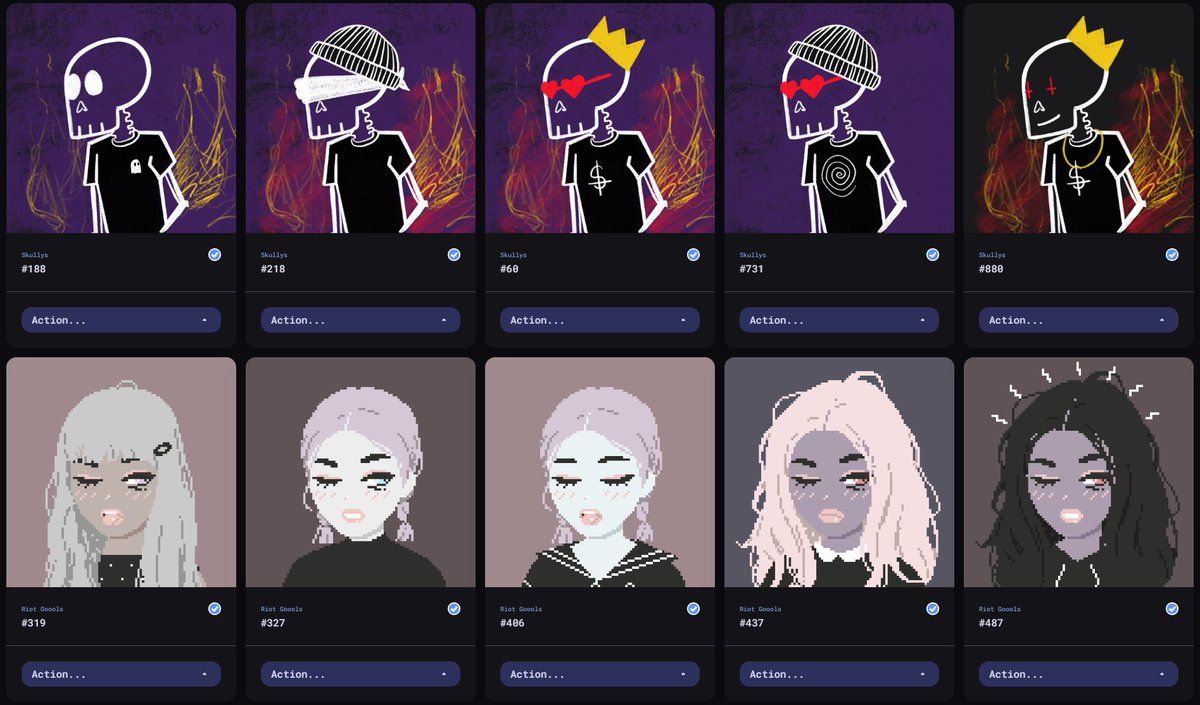 Skullys
#188
Action...
Skullys
#218
Action...
Skullys
#60
Action...
Skullys
#731
Action...
Skullys
#880
Action...
Riot Goools
#319
Action...
Riot Goools
#327
Action...
Riot Goools
#406
Action...
Riot Goools
#437
Action...
Riot Goools
#487
Action...